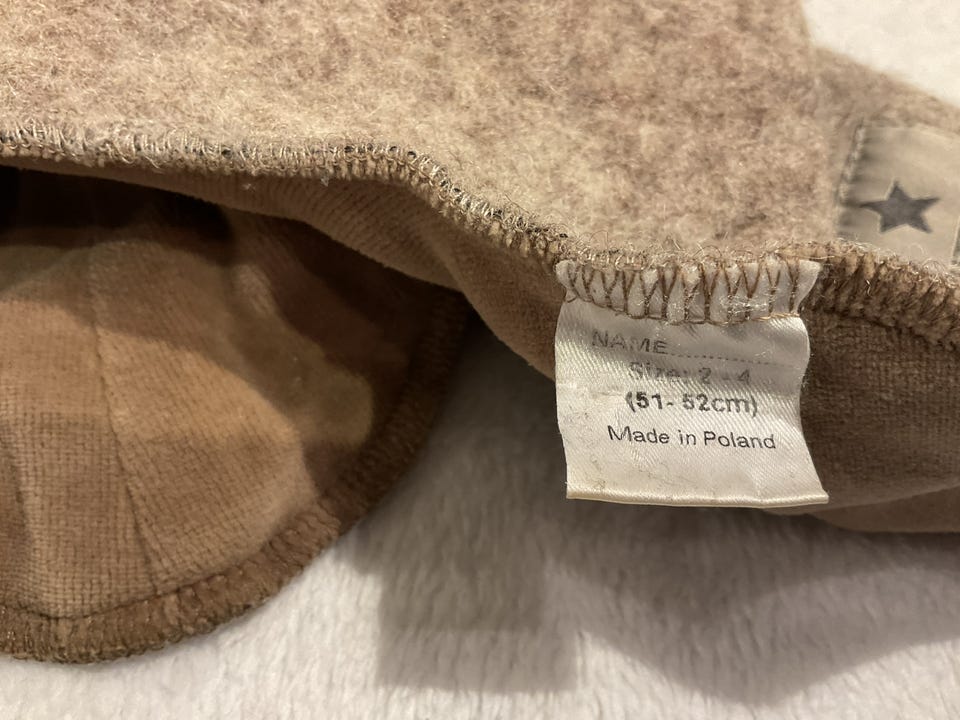 NAME..................
Size: 2 - 4
(51- 52cm)
Made in Poland